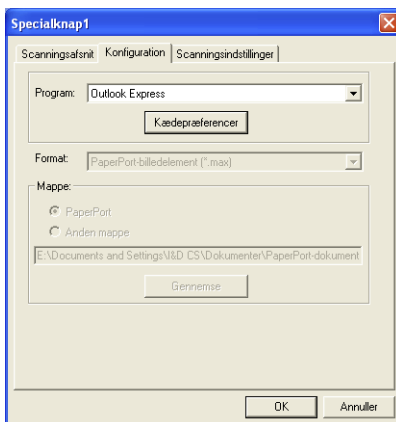 Specialknap1
Scanningsafsnit Konfiguration Scanningsindstillinger
Program: Outlook Express
Kædepræferencer
Format: PaperPort-billedelement (*.max)
Mappe:
PaperPort
Anden mappe
E:\Documents and Settings\I&D CS\Dokumenter\PaperPort-dokument
Gennemse
OK Annuller